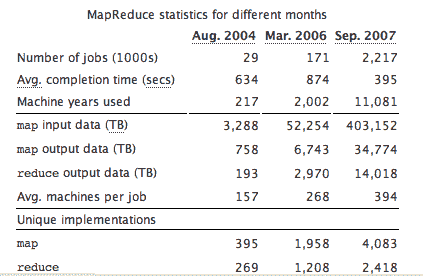 MapReduce statistics for different months
Aug. 2004 Mar. 2006 Sep. 2007
Number of jobs (1000s) 29 171 2,217
Avg. completion time (secs) 634 874 395
Machine years used 217 2,002 11,081
map input data (TB) 3,288 52,254 403,152
map output data (TB) 758 6,743 34,774
reduce output data (TB) 193 2,970 14,018
Avg. machines per job 157 268 394
Unique implementations
map 395 1,958 4,083
reduce 269 1,208 2,418